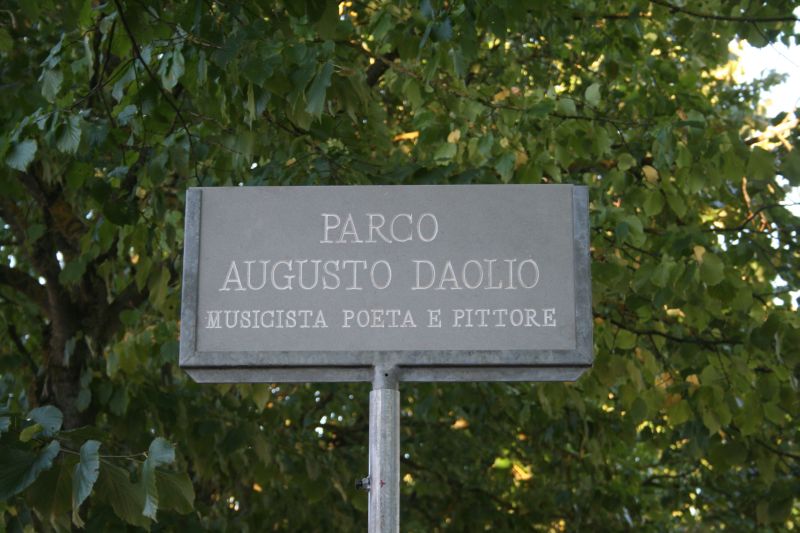 PARCO
AUGUSTO DAOLIO
MUSICISTA POETA E PITTORE